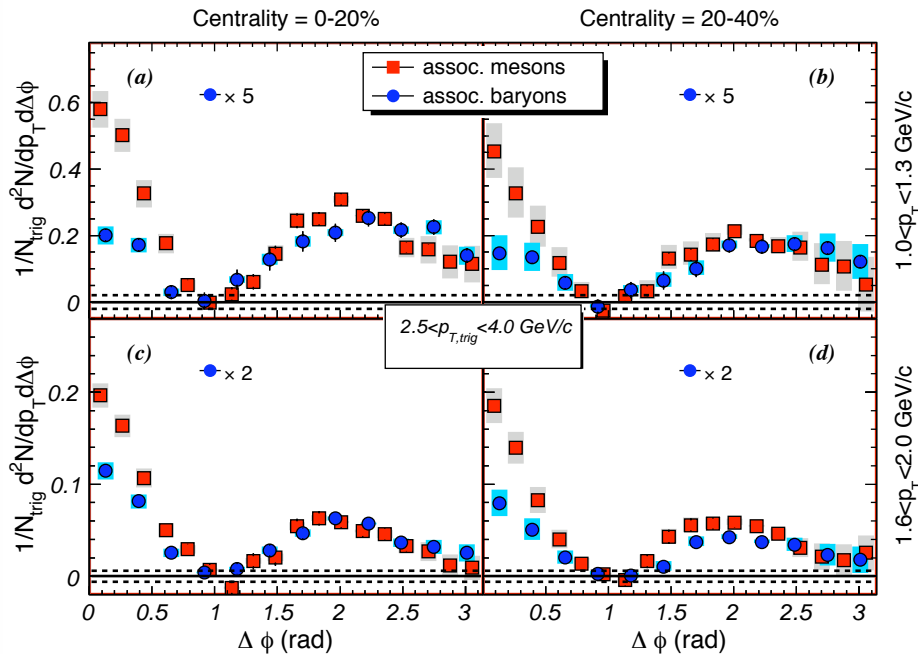 Centrality = 0-20%
Centrality = 20-40%
(a)
× 5
assoc. mesons
assoc. baryons
(b)
× 5
1/N_trig d²N/dp_T dΔϕ
0.6
0.4
0.2
0
1.0<p_T<1.3 GeV/c
2.5<p_T,trig<4.0 GeV/c
(c)
× 2
(d)
× 2
1/N_trig d²N/dp_T dΔϕ
0.2
0.1
0
1.6<p_T<2.0 GeV/c
0 0.5 1 1.5 2 2.5 3
0.5 1 1.5 2 2.5 3
Δ ϕ (rad)
Δ ϕ (rad)